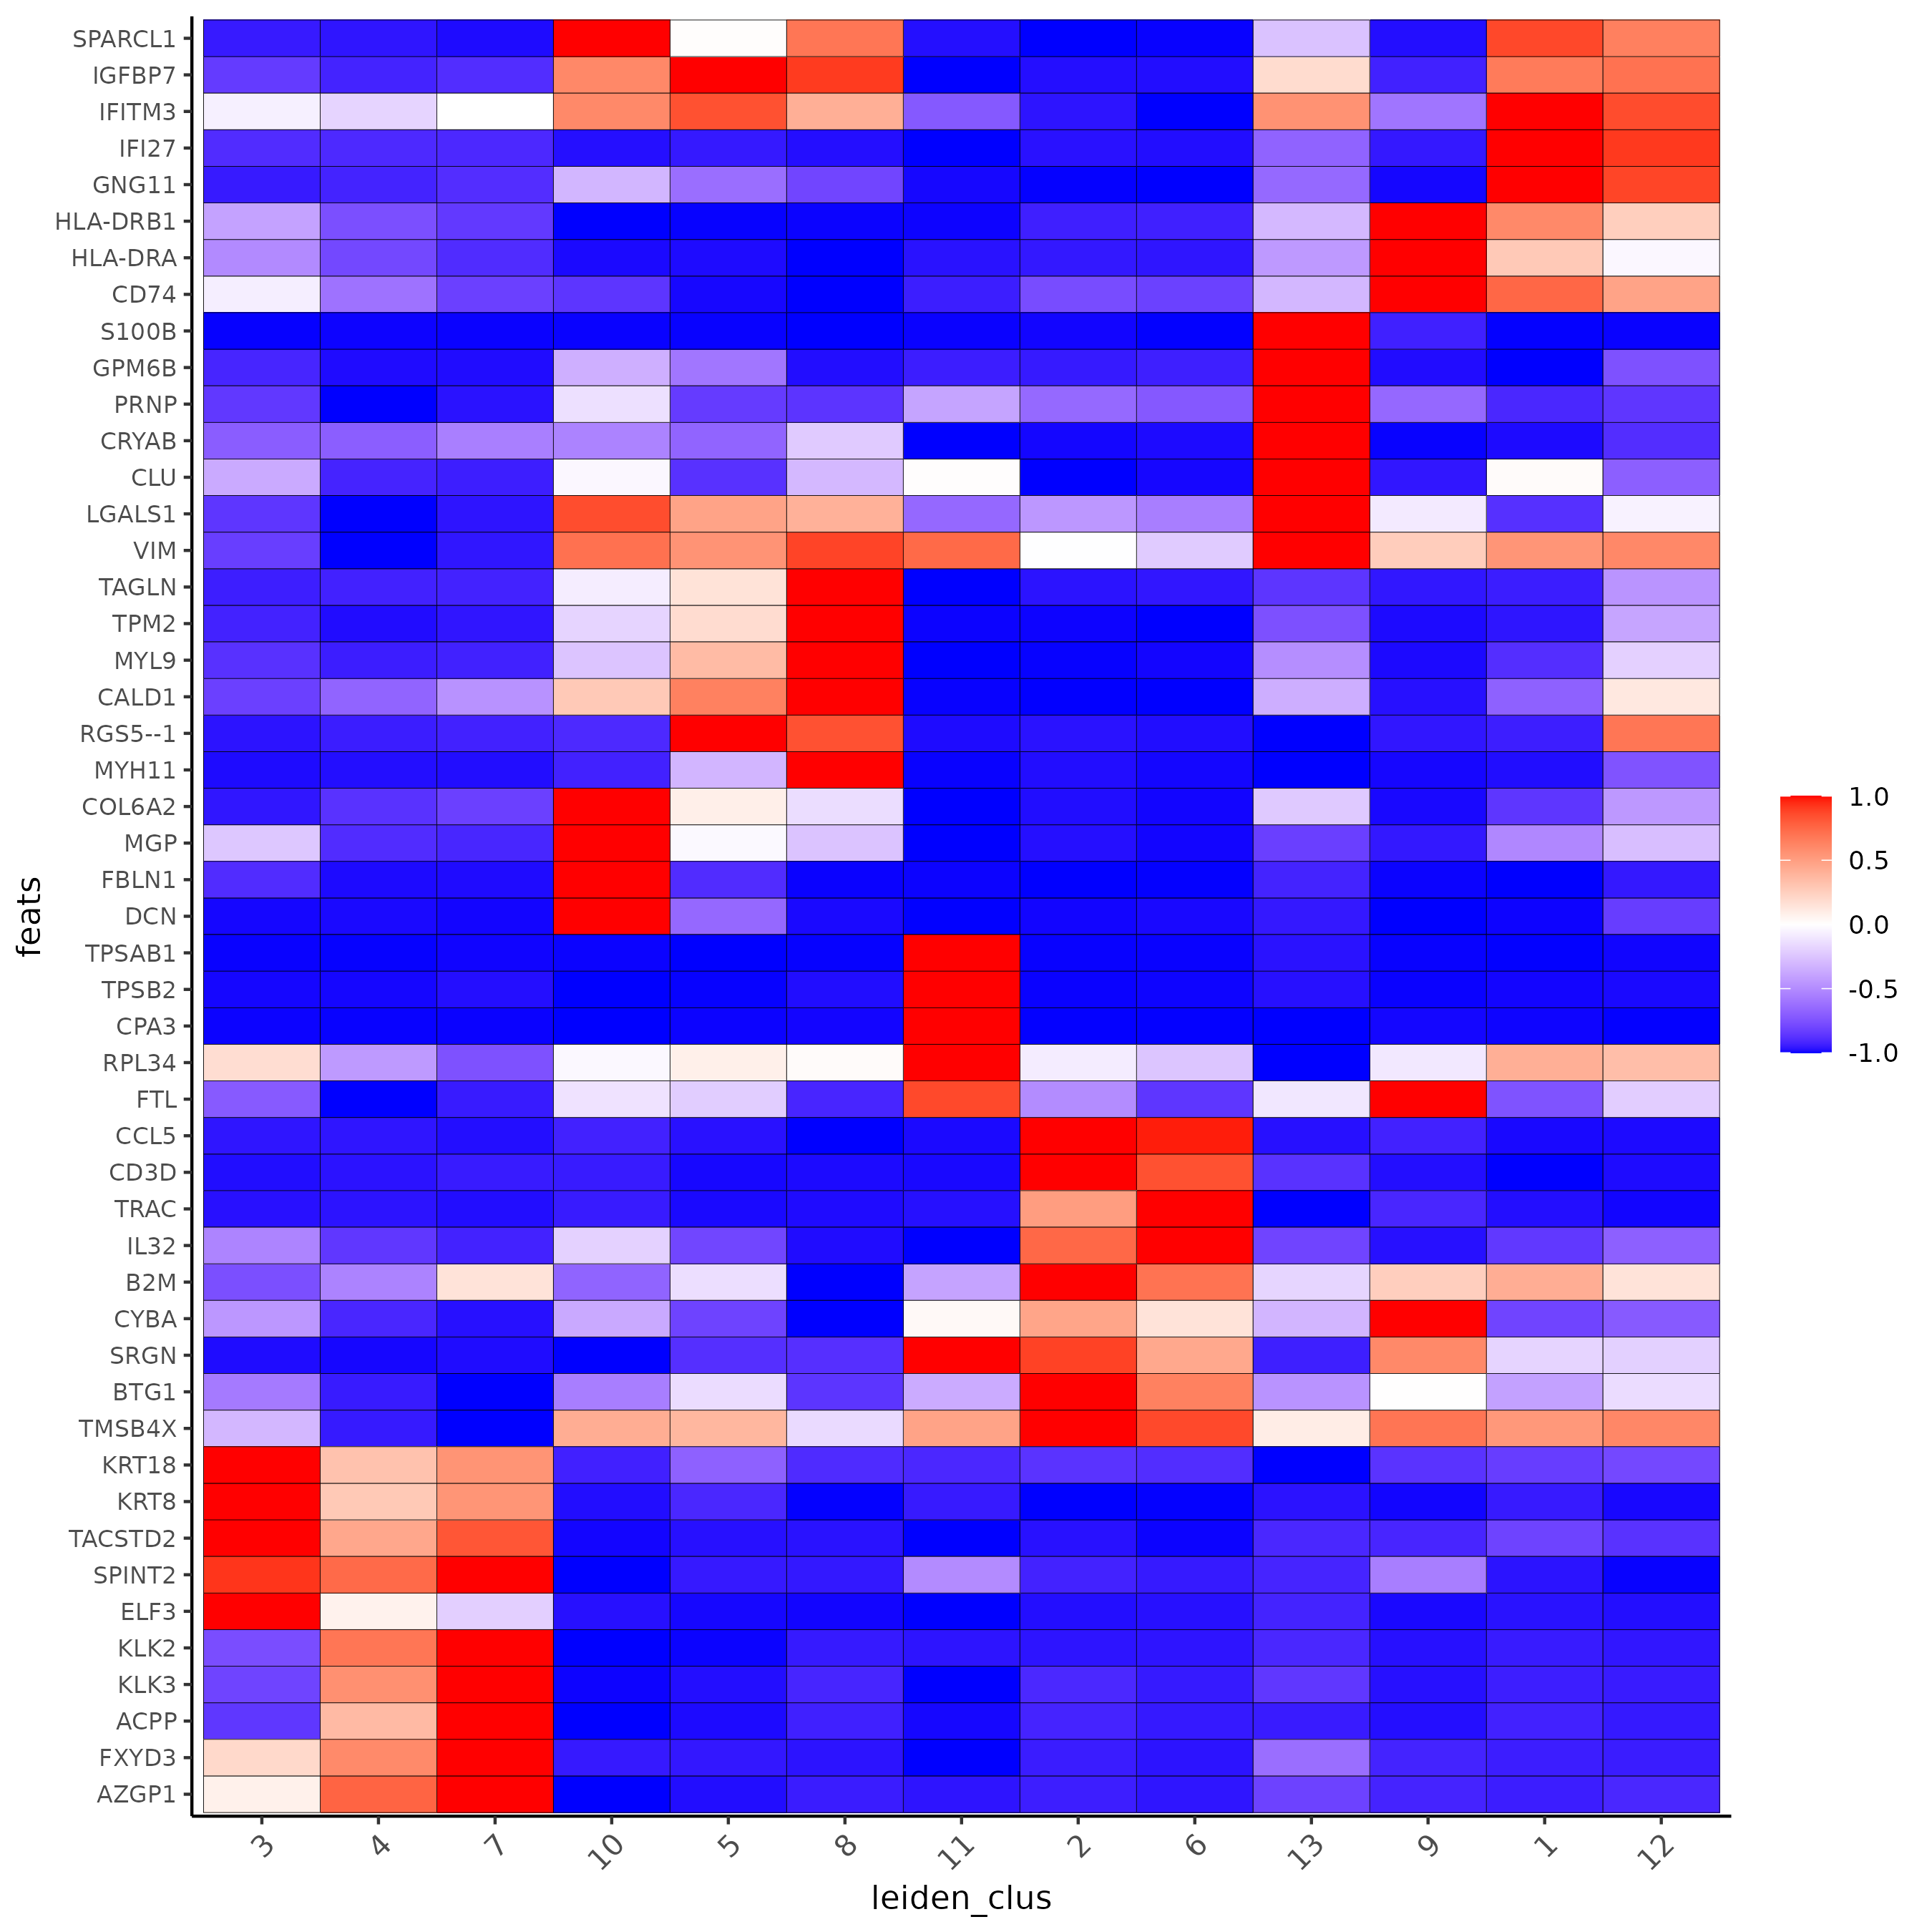 SPARCL1
IGFBP7
IFITM3
IFI27
GNG11
HLA-DRB1
HLA-DRA
CD74
S100B
GPM6B
PRNP
CRYAB
CLU
LGALS1
VIM
TAGLN
TPM2
MYL9
CALD1
RGS5--1
MYH11
COL6A2
MGP
FBLN1
DCN
TPSAB1
TPSB2
CPA3
RPL34
FTL
CCL5
CD3D
TRAC
IL32
B2M
CYBA
SRGN
BTG1
TMSB4X
KRT18
KRT8
TACSTD2
SPINT2
ELF3
KLK2
KLK3
ACPP
FXYD3
AZGP1
feats
3 4 7 10 5 8 11 2 6 13 9 1 12
leiden_clus
1.0
0.5
0.0
-0.5
-1.0